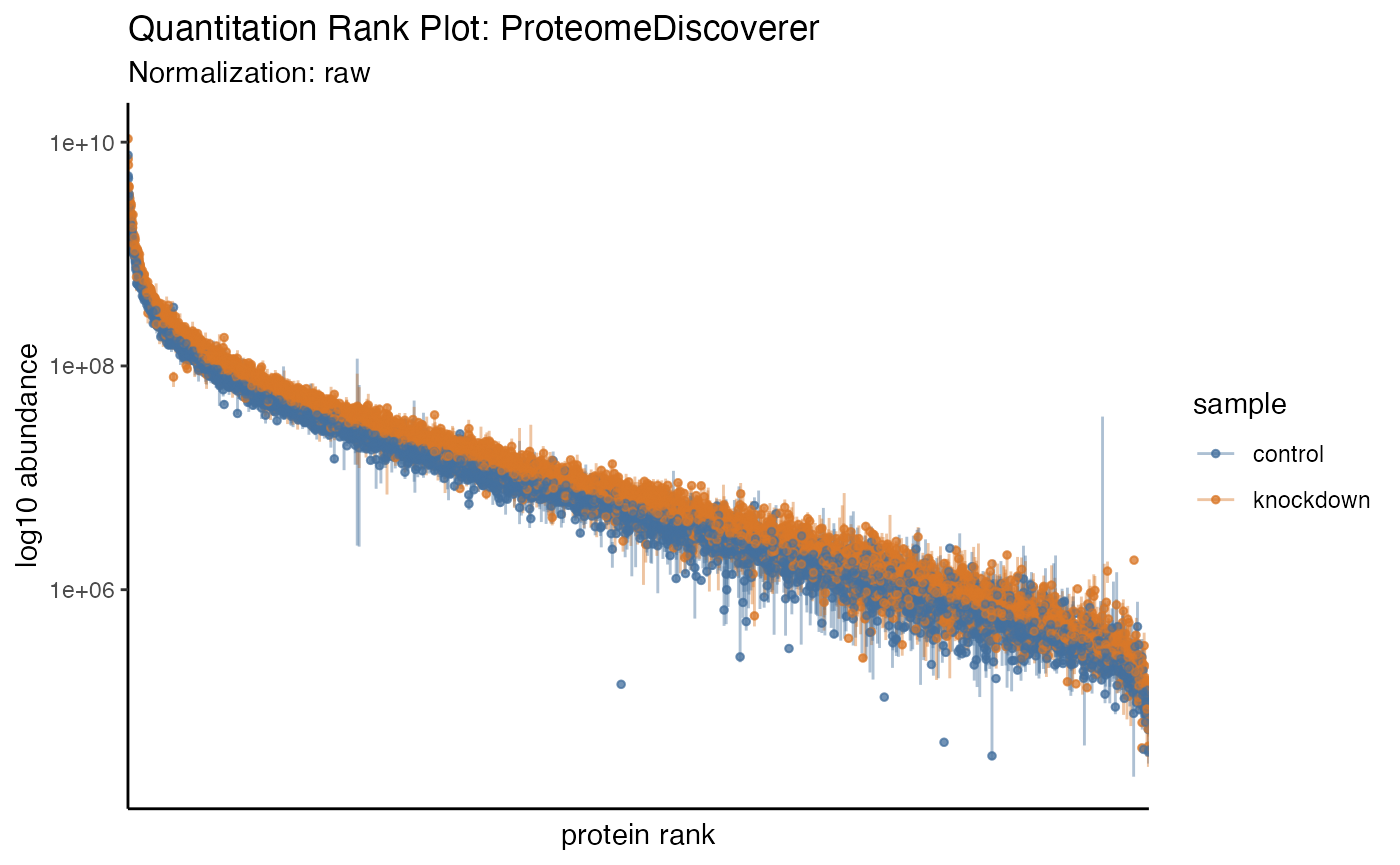 Quantitation Rank Plot: ProteomeDiscoverer
Normalization: raw
log10 abundance
1e+10
1e+08
1e+06
protein rank
sample
control
knockdown